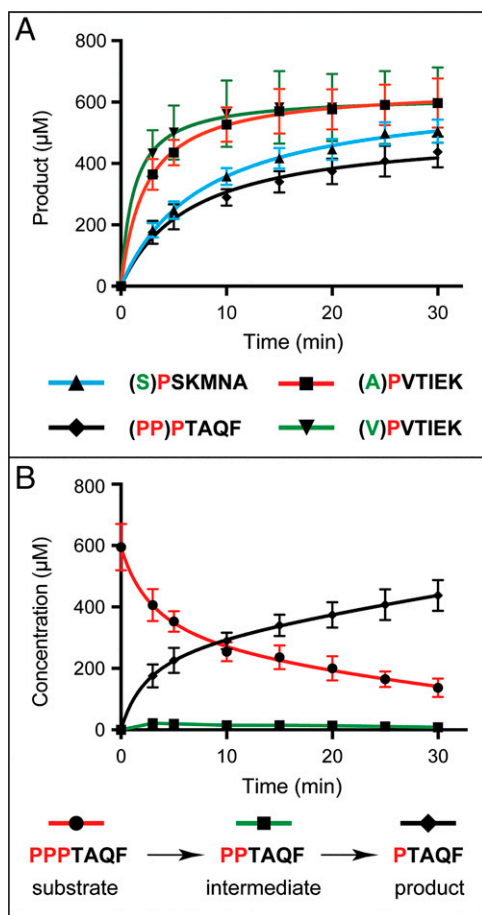 A
800
600
400
200
0
Product (µM)
0 10 20 30
Time (min)
(S)PSKMNA (A)PVTIEK
(PP)PTAQF (V)PVTIEK
B
800
600
400
200
0
Concentration (µM)
0 10 20 30
Time (min)
PPPTAQF PPTAQF PTAQF
substrate intermediate product